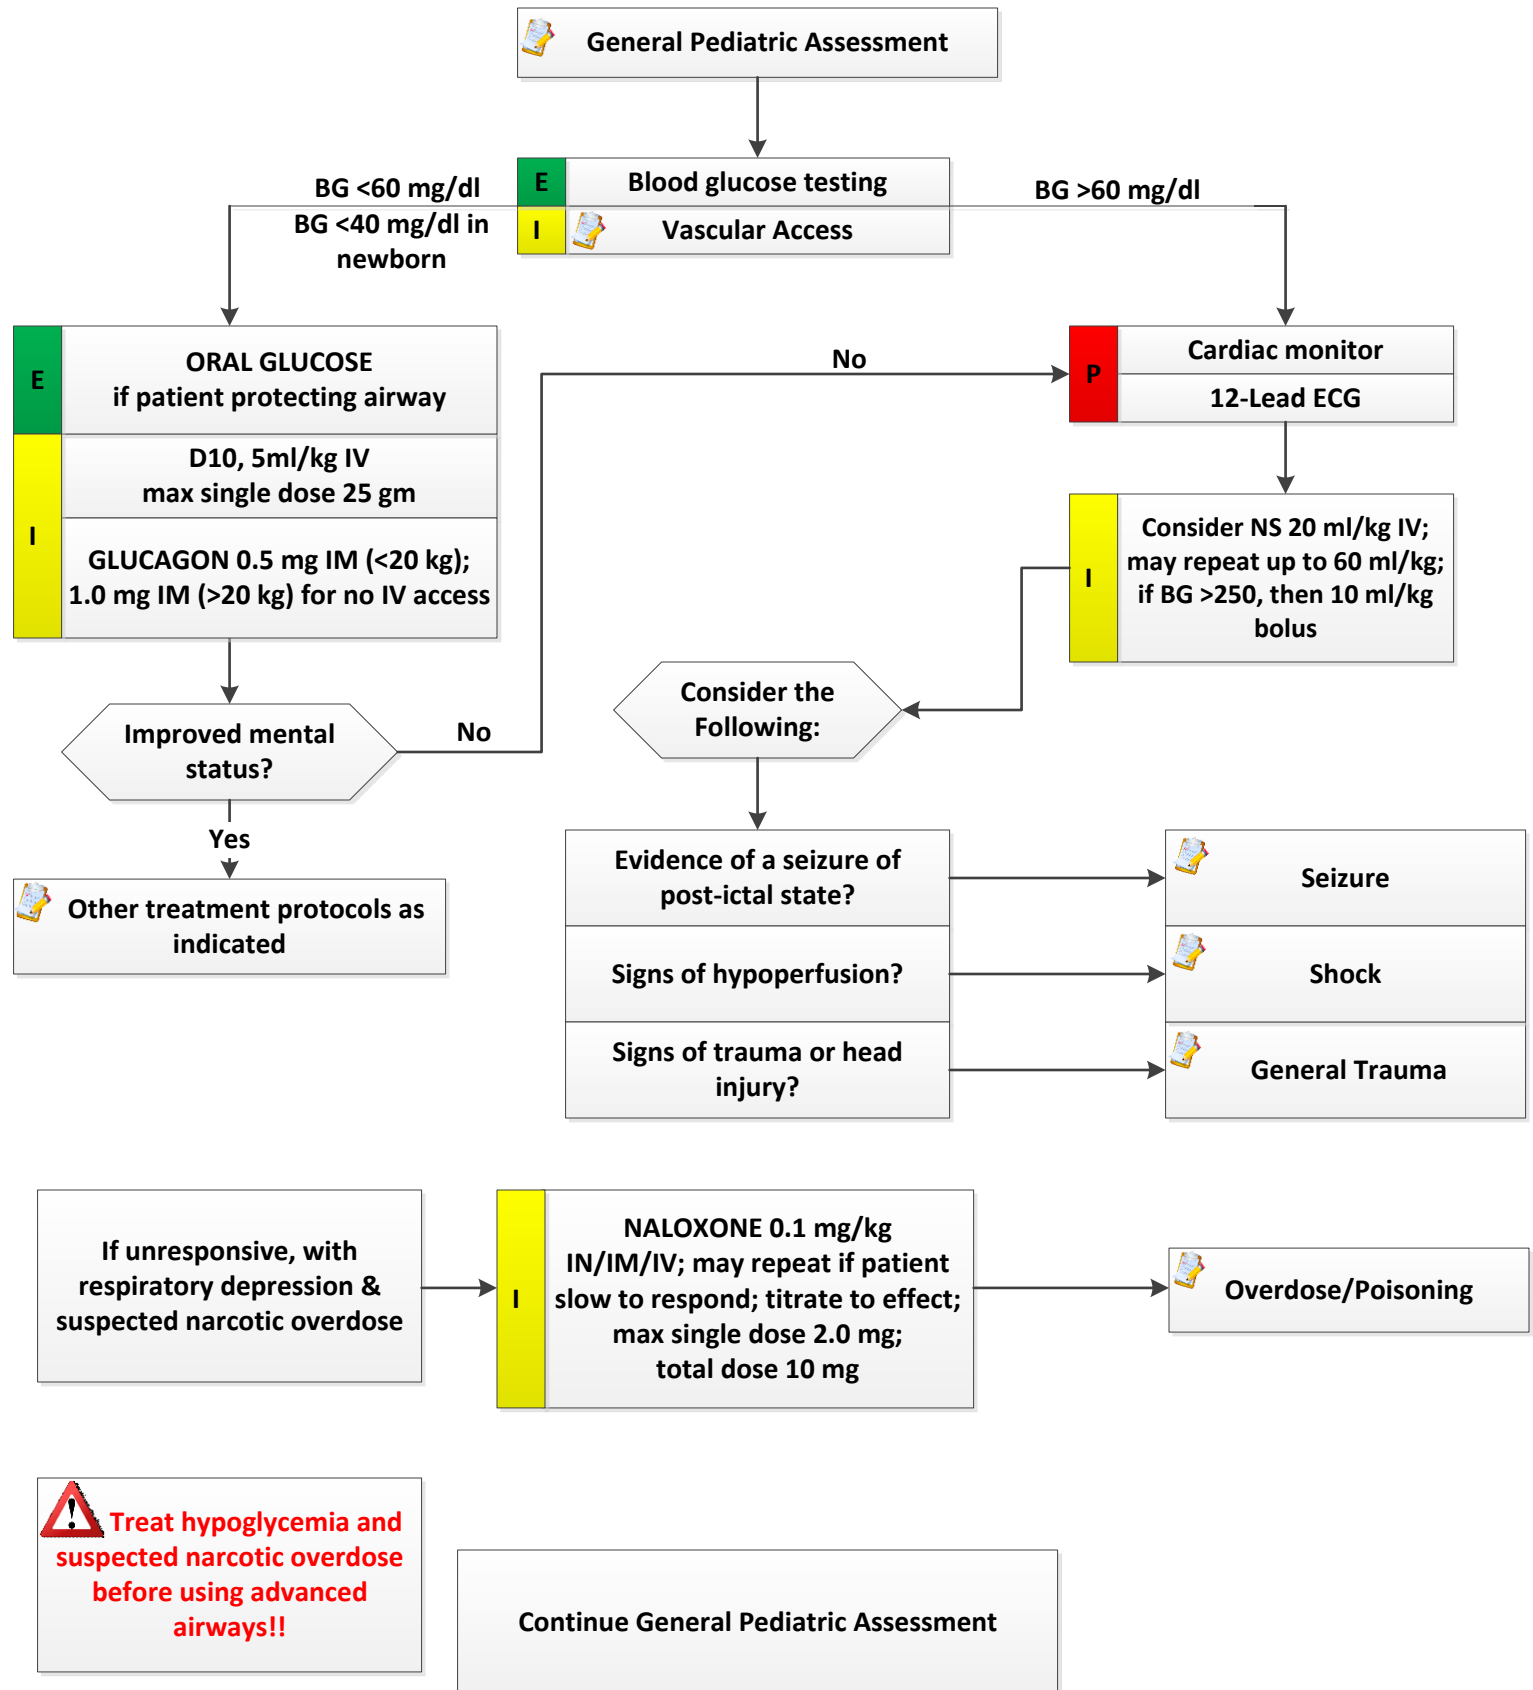 General Pediatric Assessment
BG <60 mg/dl
BG <40 mg/dl in
newborn
E
Blood glucose testing
I
Vascular Access
BG >60 mg/dl
E
ORAL GLUCOSE
if patient protecting airway
I
D10, 5ml/kg IV
max single dose 25 gm
GLUCAGON 0.5 mg IM (<20 kg);
1.0 mg IM (>20 kg) for no IV access
No
P
Cardiac monitor
12-Lead ECG
I
Consider NS 20 ml/kg IV;
may repeat up to 60 ml/kg;
if BG >250, then 10 ml/kg
bolus
Improved mental
status?
No
Yes
Other treatment protocols as
indicated
Consider the
Following:
Evidence of a seizure of
post-ictal state?
Seizure
Signs of hypoperfusion?
Shock
Signs of trauma or head
injury?
General Trauma
If unresponsive, with
respiratory depression &
suspected narcotic overdose
I
NALOXONE 0.1 mg/kg
IN/IM/IV; may repeat if patient
slow to respond; titrate to effect;
max single dose 2.0 mg;
total dose 10 mg
Overdose/Poisoning
Treat hypoglycemia and
suspected narcotic overdose
before using advanced
airways!!
Continue General Pediatric Assessment